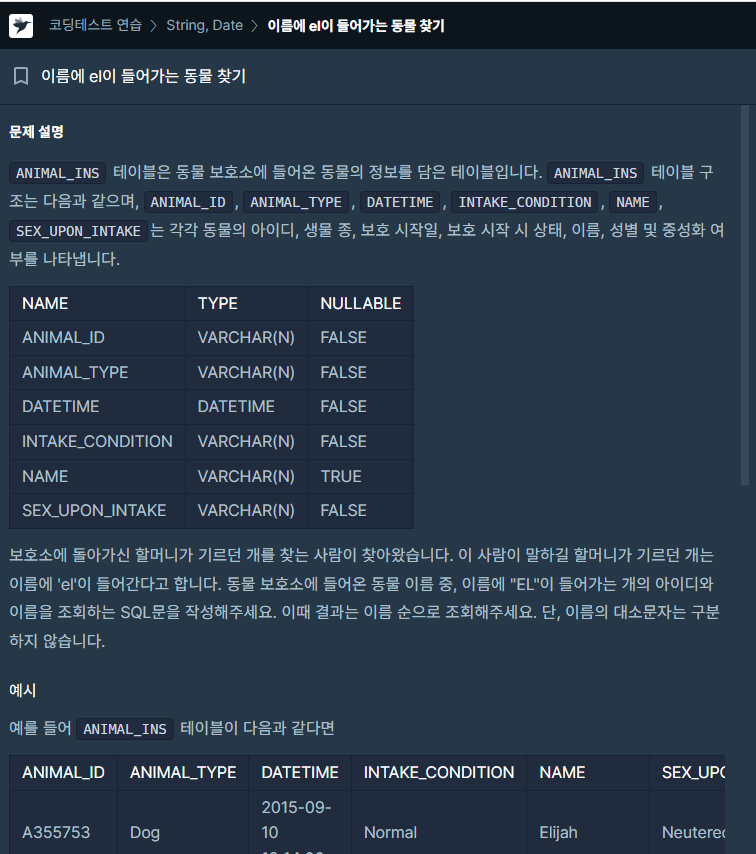 코딩테스트 연습 > String, Date > 이름에 el이 들어가는 동물 찾기
이름에 el이 들어가는 동물 찾기
문제 설명
ANIMAL_INS 테이블은 동물 보호소에 들어온 동물의 정보를 담은 테이블입니다. ANIMAL_INS 테이블 구
조는 다음과 같으며, ANIMAL_ID, ANIMAL_TYPE, DATETIME, INTAKE_CONDITION, NAME,
SEX_UPON_INTAKE는 각각 동물의 아이디, 생물 종, 보호 시작일, 보호 시작 시 상태, 이름, 성별 및 중성화 여
부를 나타냅니다.
NAME TYPE NULLABLE
ANIMAL_ID VARCHAR(N) FALSE
ANIMAL_TYPE VARCHAR(N) FALSE
DATETIME DATETIME FALSE
INTAKE_CONDITION VARCHAR(N) FALSE
NAME VARCHAR(N) TRUE
SEX_UPON_INTAKE VARCHAR(N) FALSE
보호소에 돌아가신 할머니가 기르던 개를 찾는 사람이 찾아왔습니다. 이 사람이 말하길 할머니가 기르던 개는
이름에 'el'이 들어간다고 합니다. 동물 보호소에 들어온 동물 이름 중, 이름에 "EL"이 들어가는 개의 아이디와
이름을 조회하는 SQL문을 작성해주세요. 이때 결과는 이름 순으로 조회해주세요. 단, 이름의 대소문자는 구분
하지 않습니다.
예시
예를 들어 ANIMAL_INS 테이블이 다음과 같다면
ANIMAL_ID ANIMAL_TYPE DATETIME INTAKE_CONDITION NAME SEX_UPO
2015-09-
A355753 Dog 10 Normal Elijah Neutered